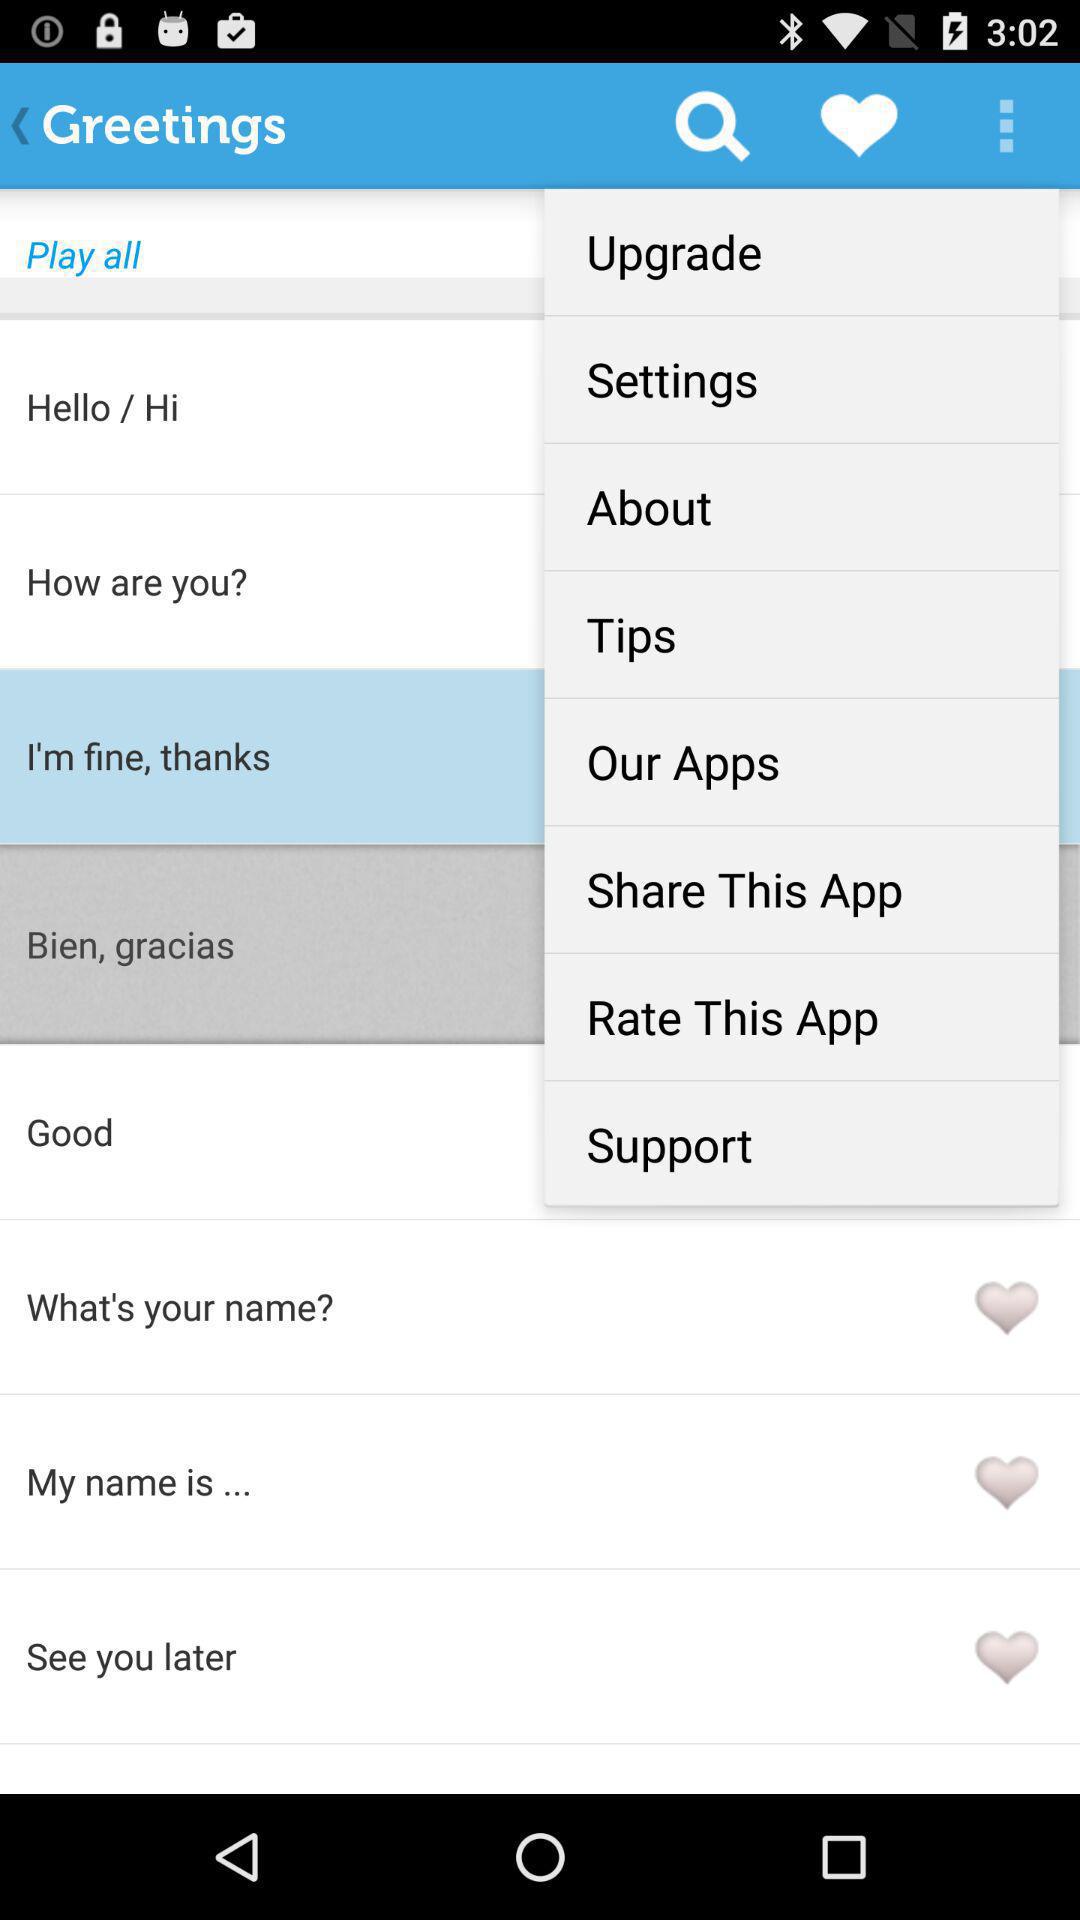 3:02
Greetings
Play all
Hello / Hi
How are you?
I'm fine, thanks
Bien, gracias
Good
What's your name?
My name is ...
See you later
Upgrade
Settings
About
Tips
Our Apps
Share This App
Rate This App
Support